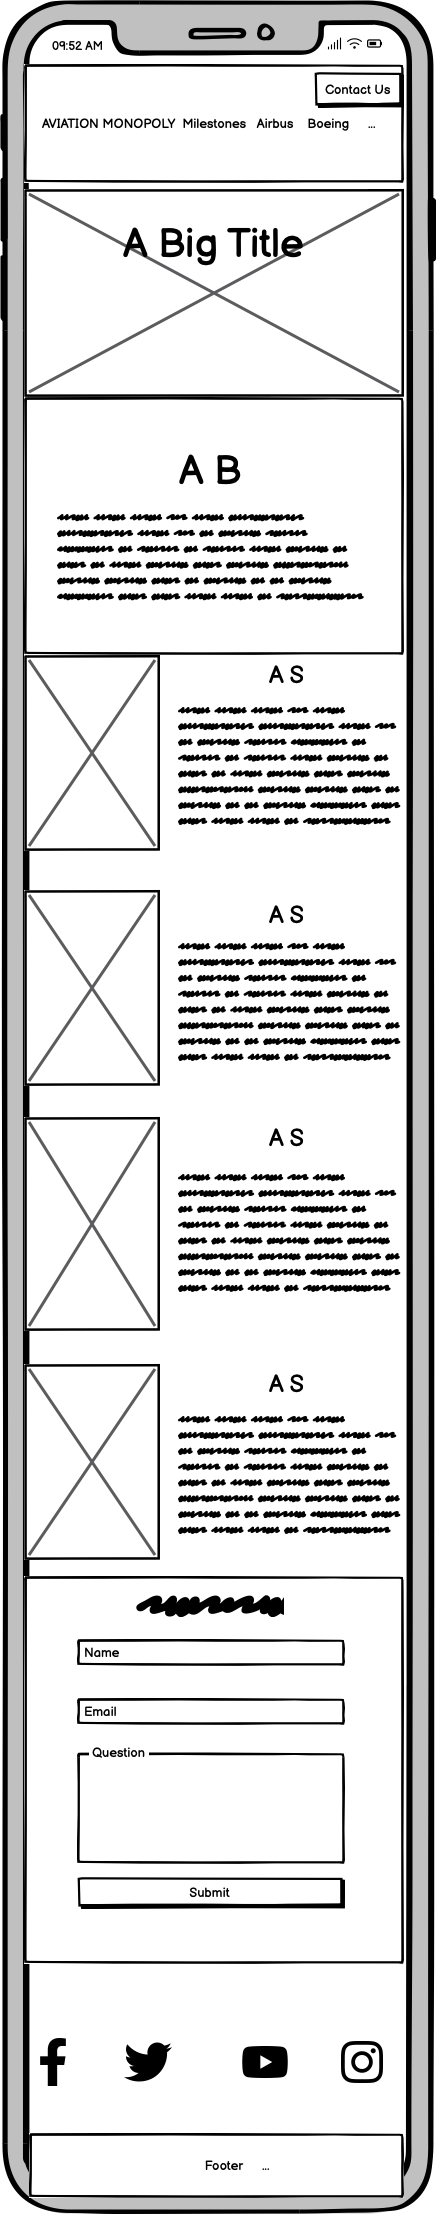 09:52 AM
Contact Us
AVIATION MONOPOLY Milestones Airbus Boeing ...
A Big Title
A B
A S
A S
A S
A S
Name
Email
Question
Submit
Footer ...